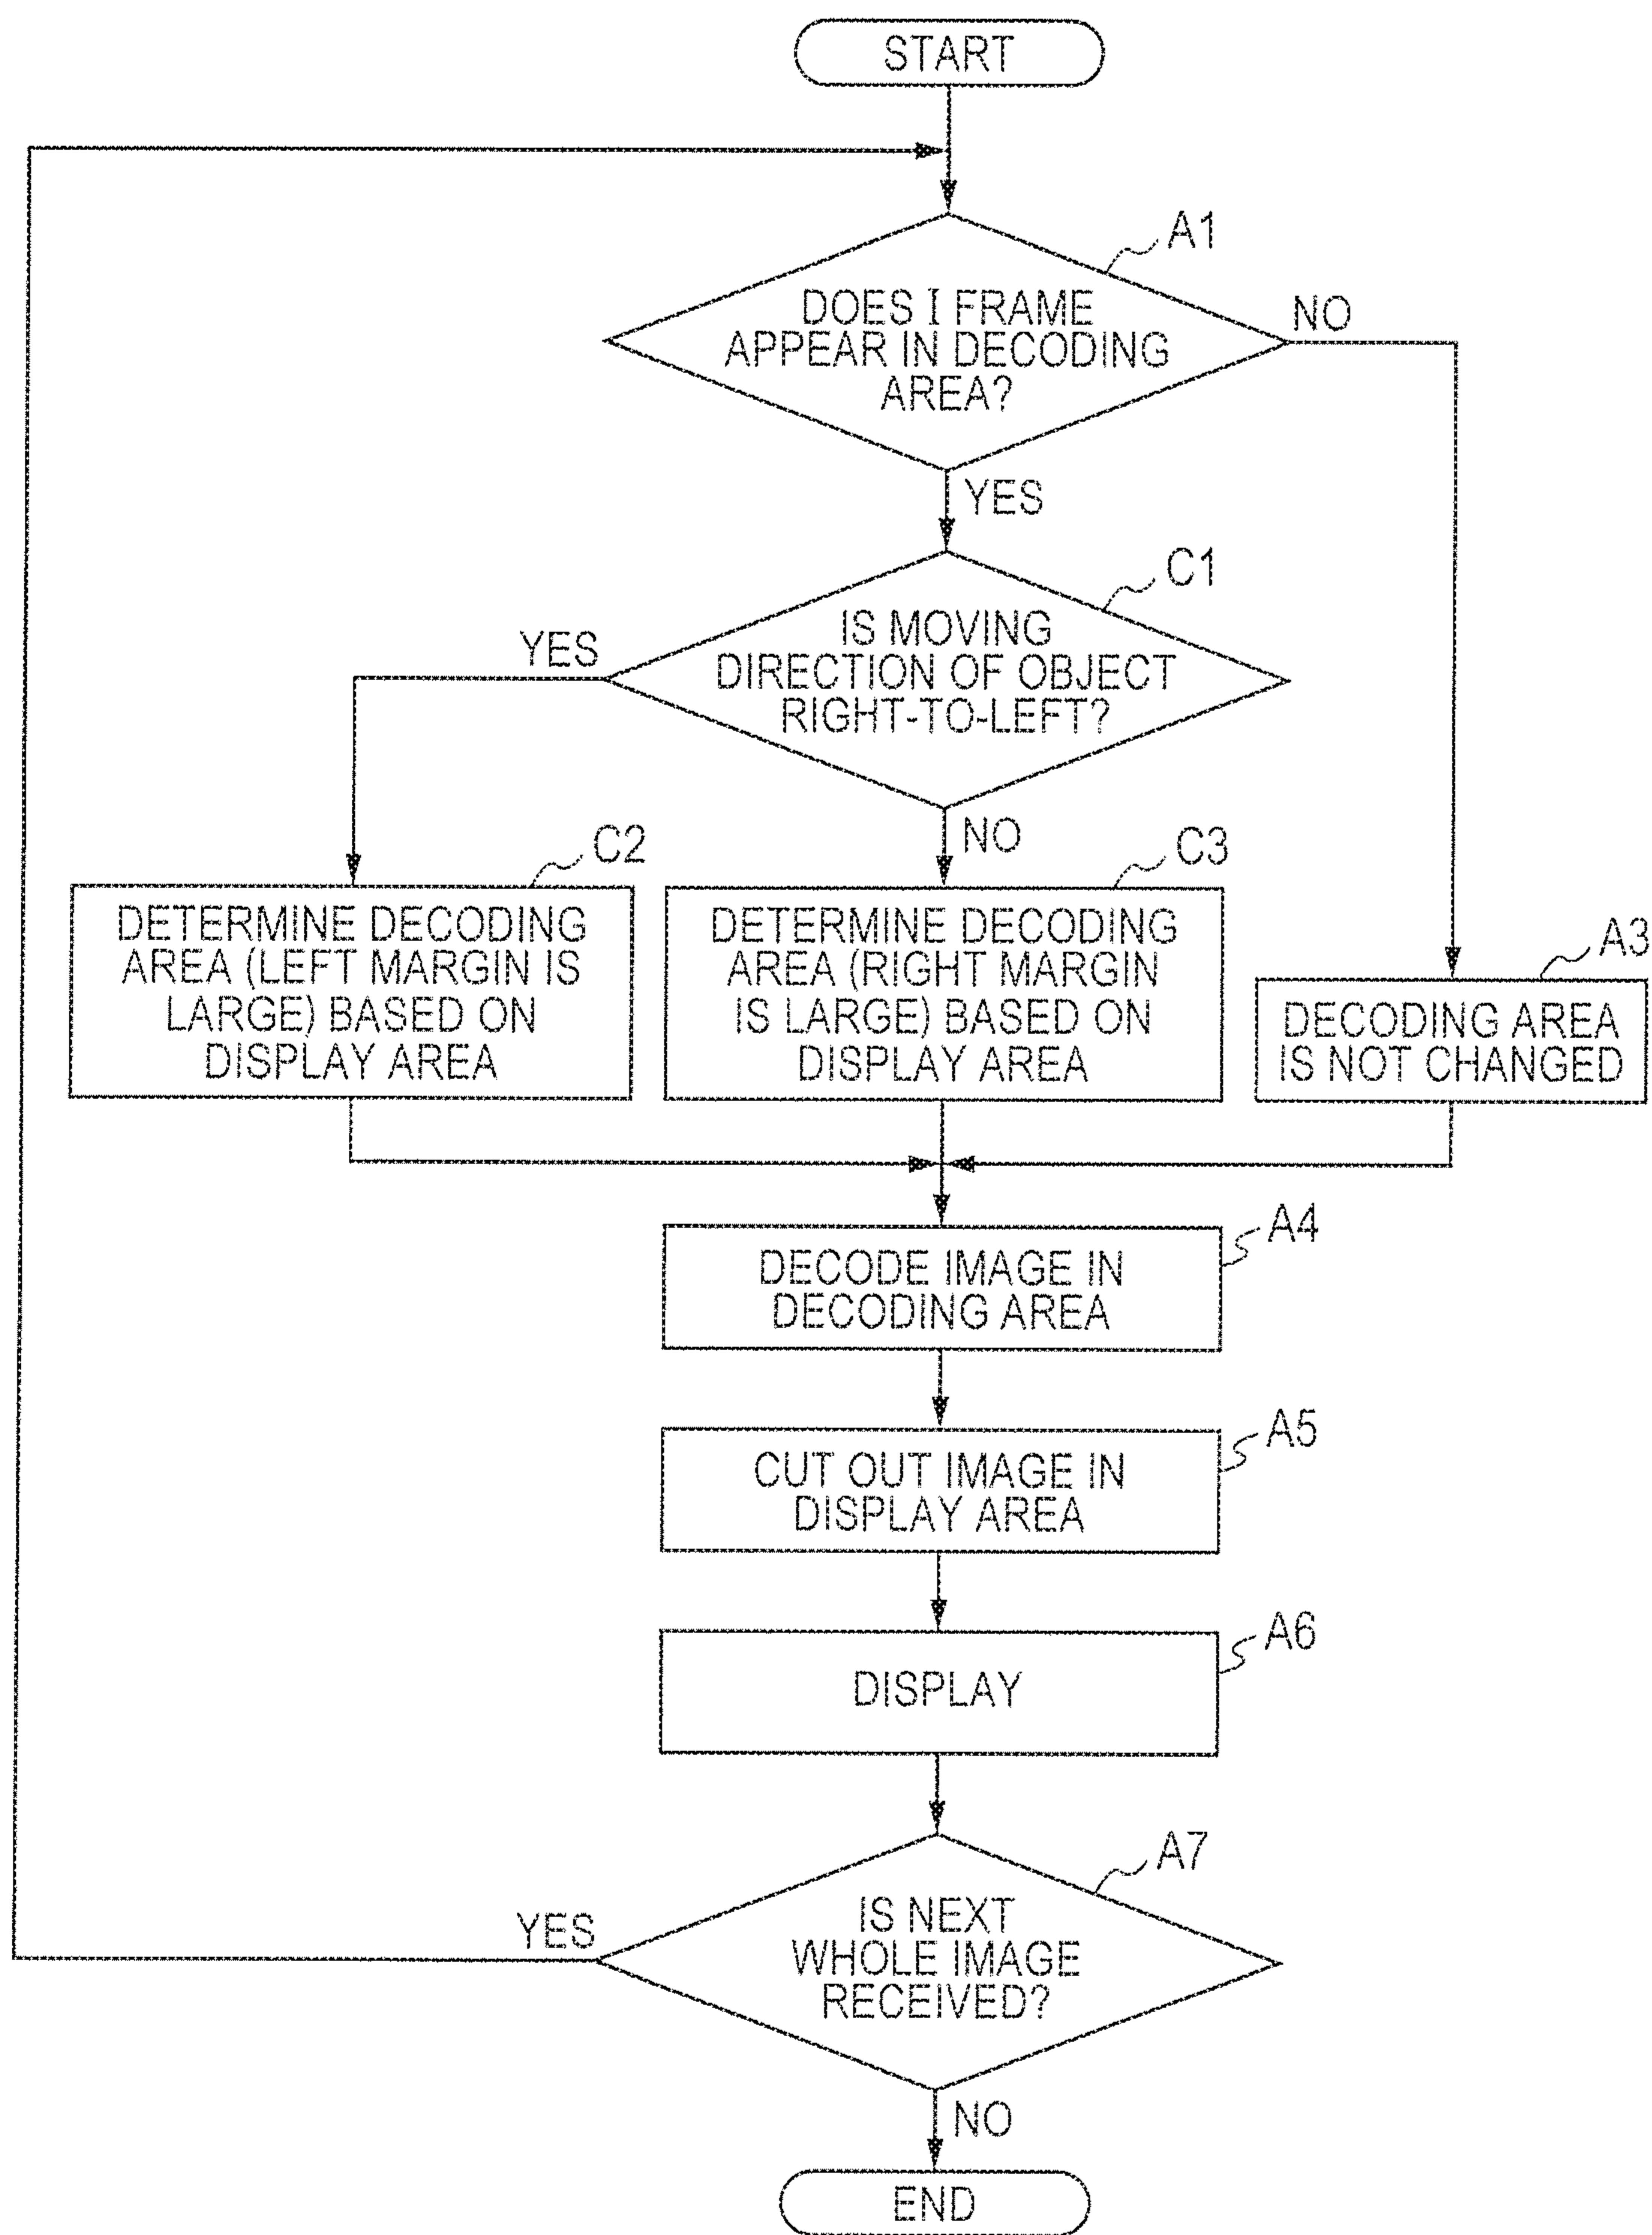 START
A1
DOES I FRAME
APPEAR IN DECODING
AREA?
NO
YES
C1
IS MOVING
DIRECTION OF OBJECT
RIGHT-TO-LEFT?
YES
NO
C2
DETERMINE DECODING
AREA (LEFT MARGIN IS
LARGE) BASED ON
DISPLAY AREA
C3
DETERMINE DECODING
AREA (RIGHT MARGIN
IS LARGE) BASED ON
DISPLAY AREA
A3
DECODING AREA
IS NOT CHANGED
A4
DECODE IMAGE IN
DECODING AREA
A5
CUT OUT IMAGE IN
DISPLAY AREA
A6
DISPLAY
A7
IS NEXT
WHOLE IMAGE
RECEIVED?
YES
NO
END